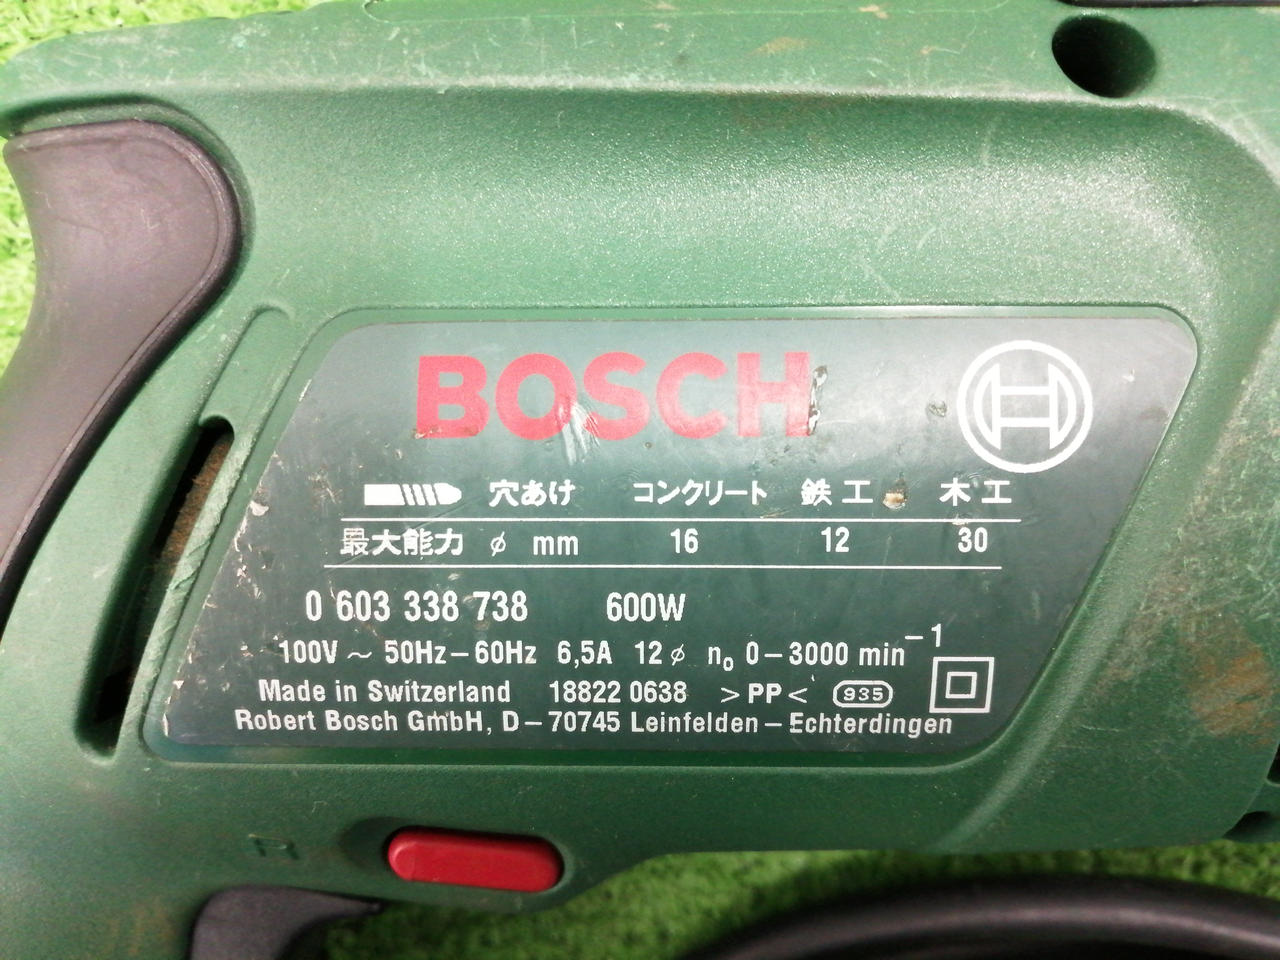 BOSCH
穴あけ コンクリート 鉄工 木工
最大能力 ϕ mm 16 12 30
0 603 338 738 600W
100V ~ 50Hz-60Hz 6,5A 12 ϕ n₀ 0-3000 min⁻¹
Made in Switzerland 18822 0638 >PP< 935
Robert Bosch GmbH, D-70745 Leinfelden-Echterdingen
R